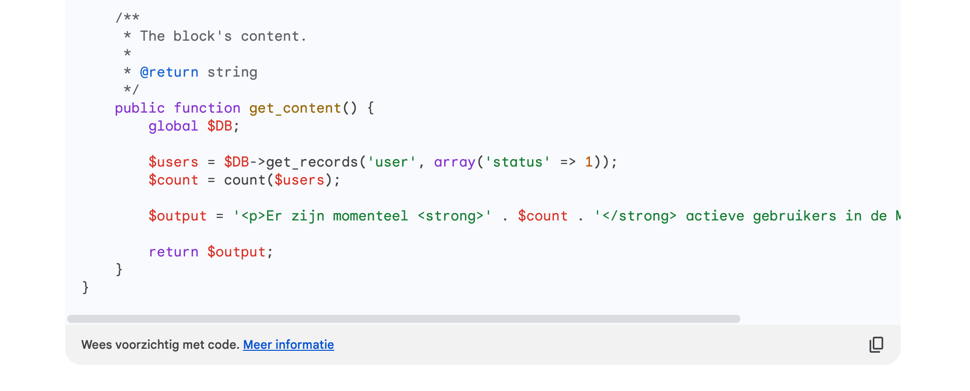 /**
* The block's content.
*
* @return string
*/
public function get_content() {
global $DB;
$users = $DB->get_records('user', array('status' => 1));
$count = count($users);
$output = '<p>Er zijn momenteel <strong>' . $count . '</strong> actieve gebruikers in de
return $output;
}
}
Wees voorzichtig met code. Meer informatie